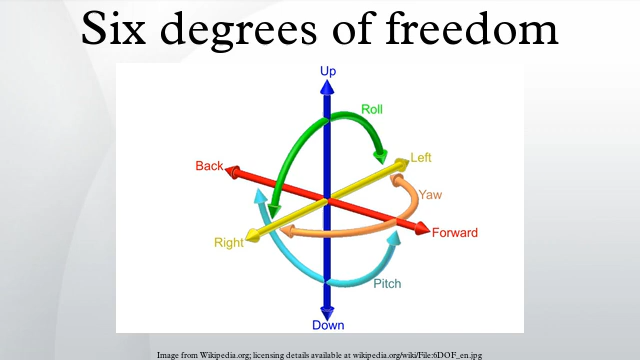 Six degrees of freedom
Up
Roll
Left
Back
Yaw
Forward
Right
Pitch
Down
Image from Wikipedia.org; licensing details available at wikipedia.org/wiki/File:6DOF_en.jpg